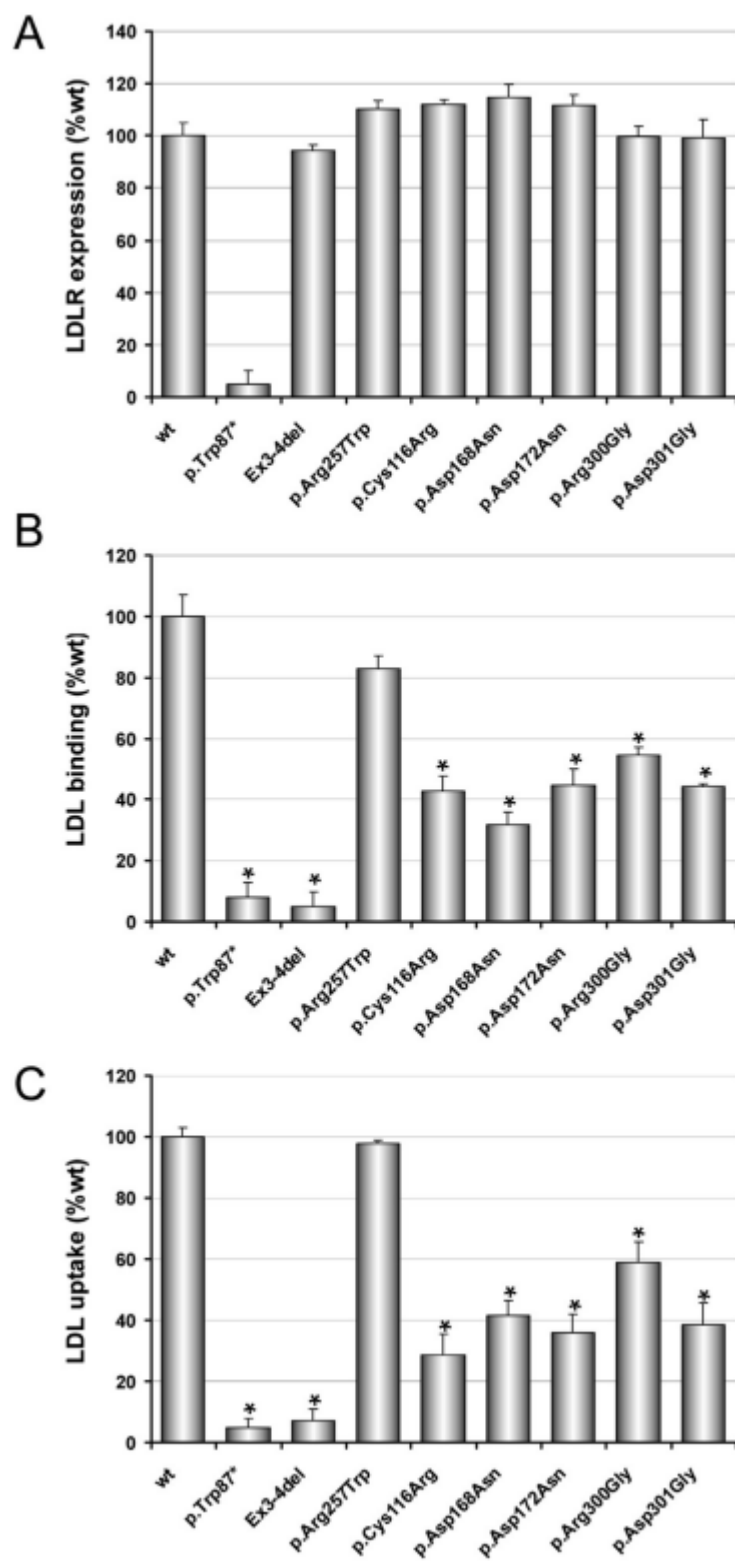 A
LDLR expression (%wt)
140
120
100
80
60
40
20
0
wt
p.Trp87*
Ex3-4del
p.Arg257Trp
p.Cys116Arg
p.Asp168Asn
p.Asp172Asn
p.Arg300Gly
p.Asp301Gly
B
LDL binding (%wt)
120
100
80
60
40
20
0
* * * * * * *
wt
p.Trp87*
Ex3-4del
p.Arg257Trp
p.Cys116Arg
p.Asp168Asn
p.Asp172Asn
p.Arg300Gly
p.Asp301Gly
C
LDL uptake (%wt)
120
100
80
60
40
20
0
* * * * * * *
wt
p.Trp87*
Ex3-4del
p.Arg257Trp
p.Cys116Arg
p.Asp168Asn
p.Asp172Asn
p.Arg300Gly
p.Asp301Gly